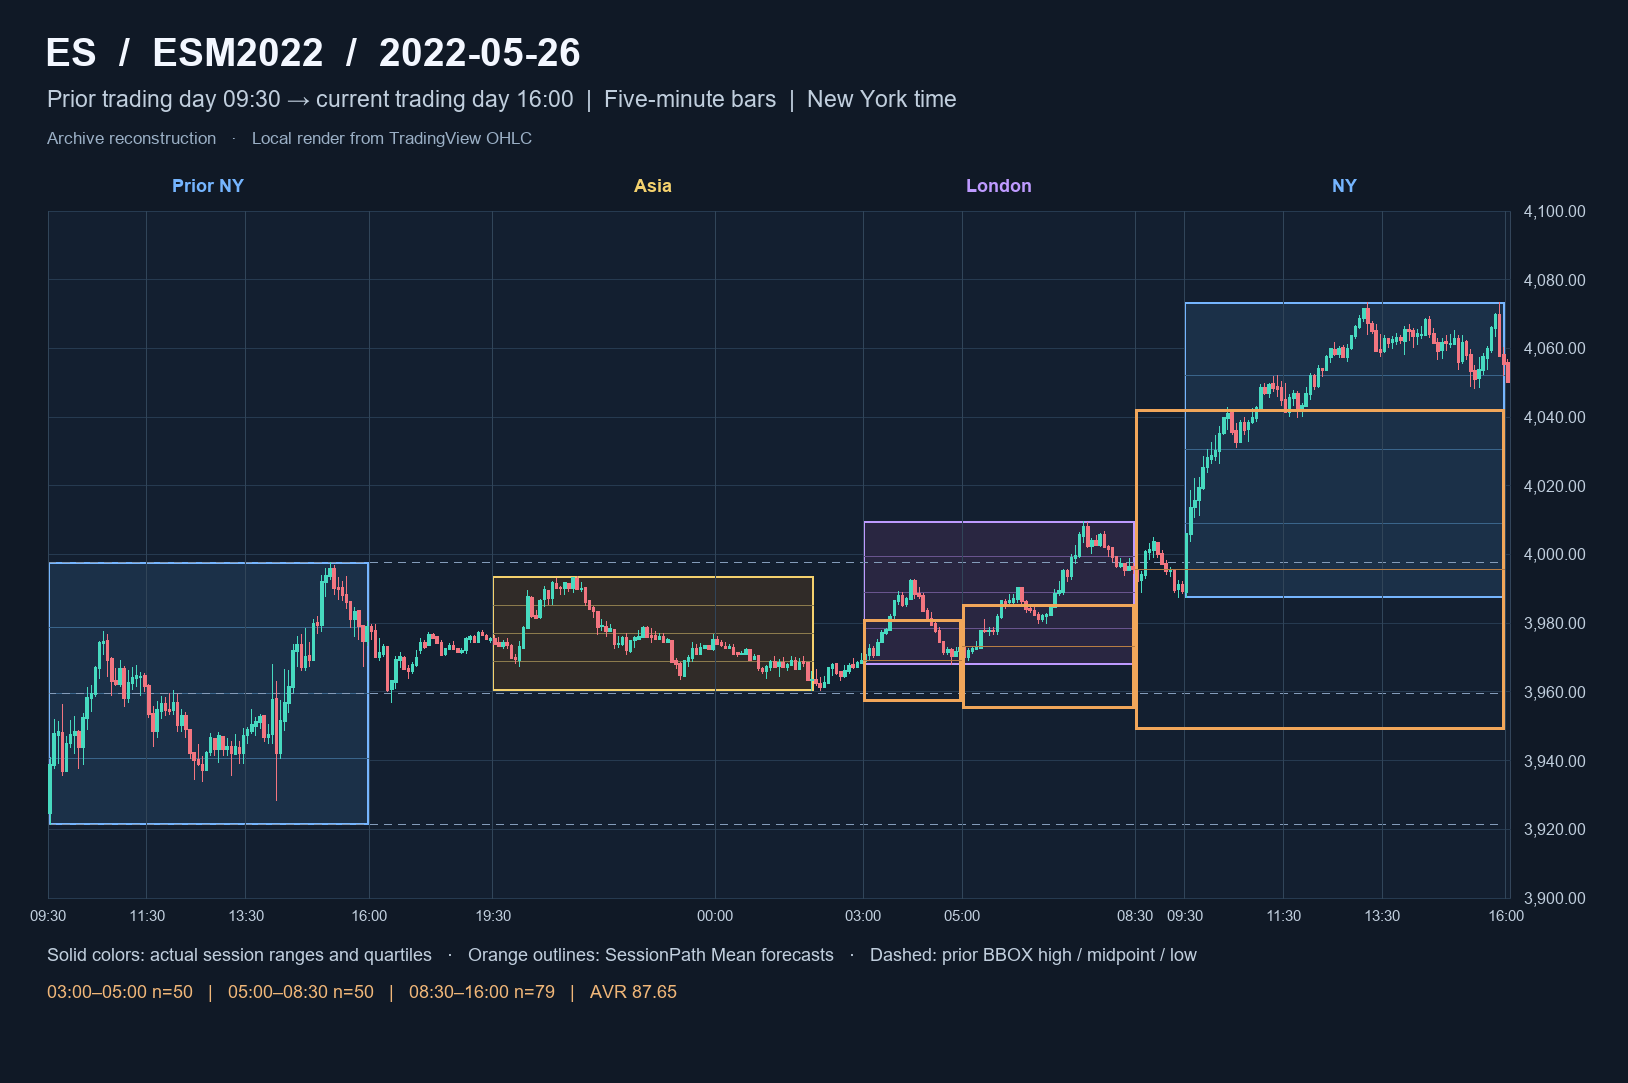 ES / ESM2022 / 2022-05-26
Prior trading day 09:30 → current trading day 16:00 | Five-minute bars | New York time
Archive reconstruction · Local render from TradingView OHLC
Prior NY Asia London NY
4,100.00
4,080.00
4,060.00
4,040.00
4,020.00
4,000.00
3,980.00
3,960.00
3,940.00
3,920.00
3,900.00
09:30 11:30 13:30 16:00 19:30 00:00 03:00 05:00 08:30 09:30 11:30 13:30 16:00
Solid colors: actual session ranges and quartiles · Orange outlines: SessionPath Mean forecasts · Dashed: prior BBOX high / midpoint / low
03:00–05:00 n=50 | 05:00–08:30 n=50 | 08:30–16:00 n=79 | AVR 87.65